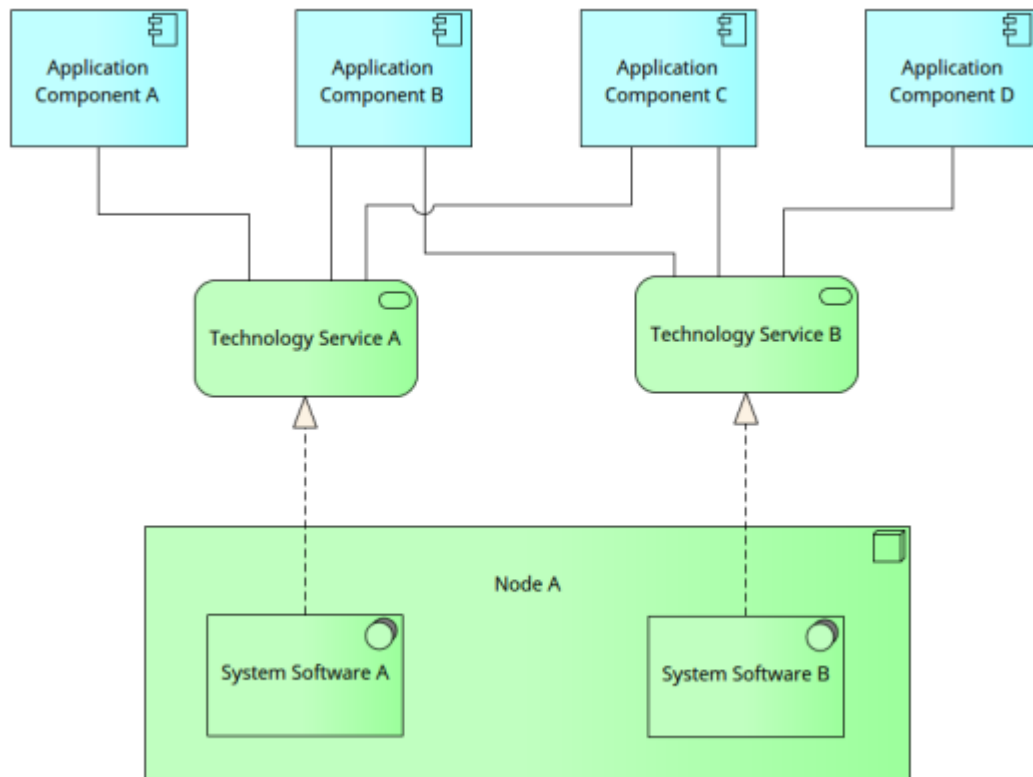 Application
Component A
Application
Component B
Application
Component C
Application
Component D
Technology Service A
Technology Service B
Node A
System Software A
System Software B